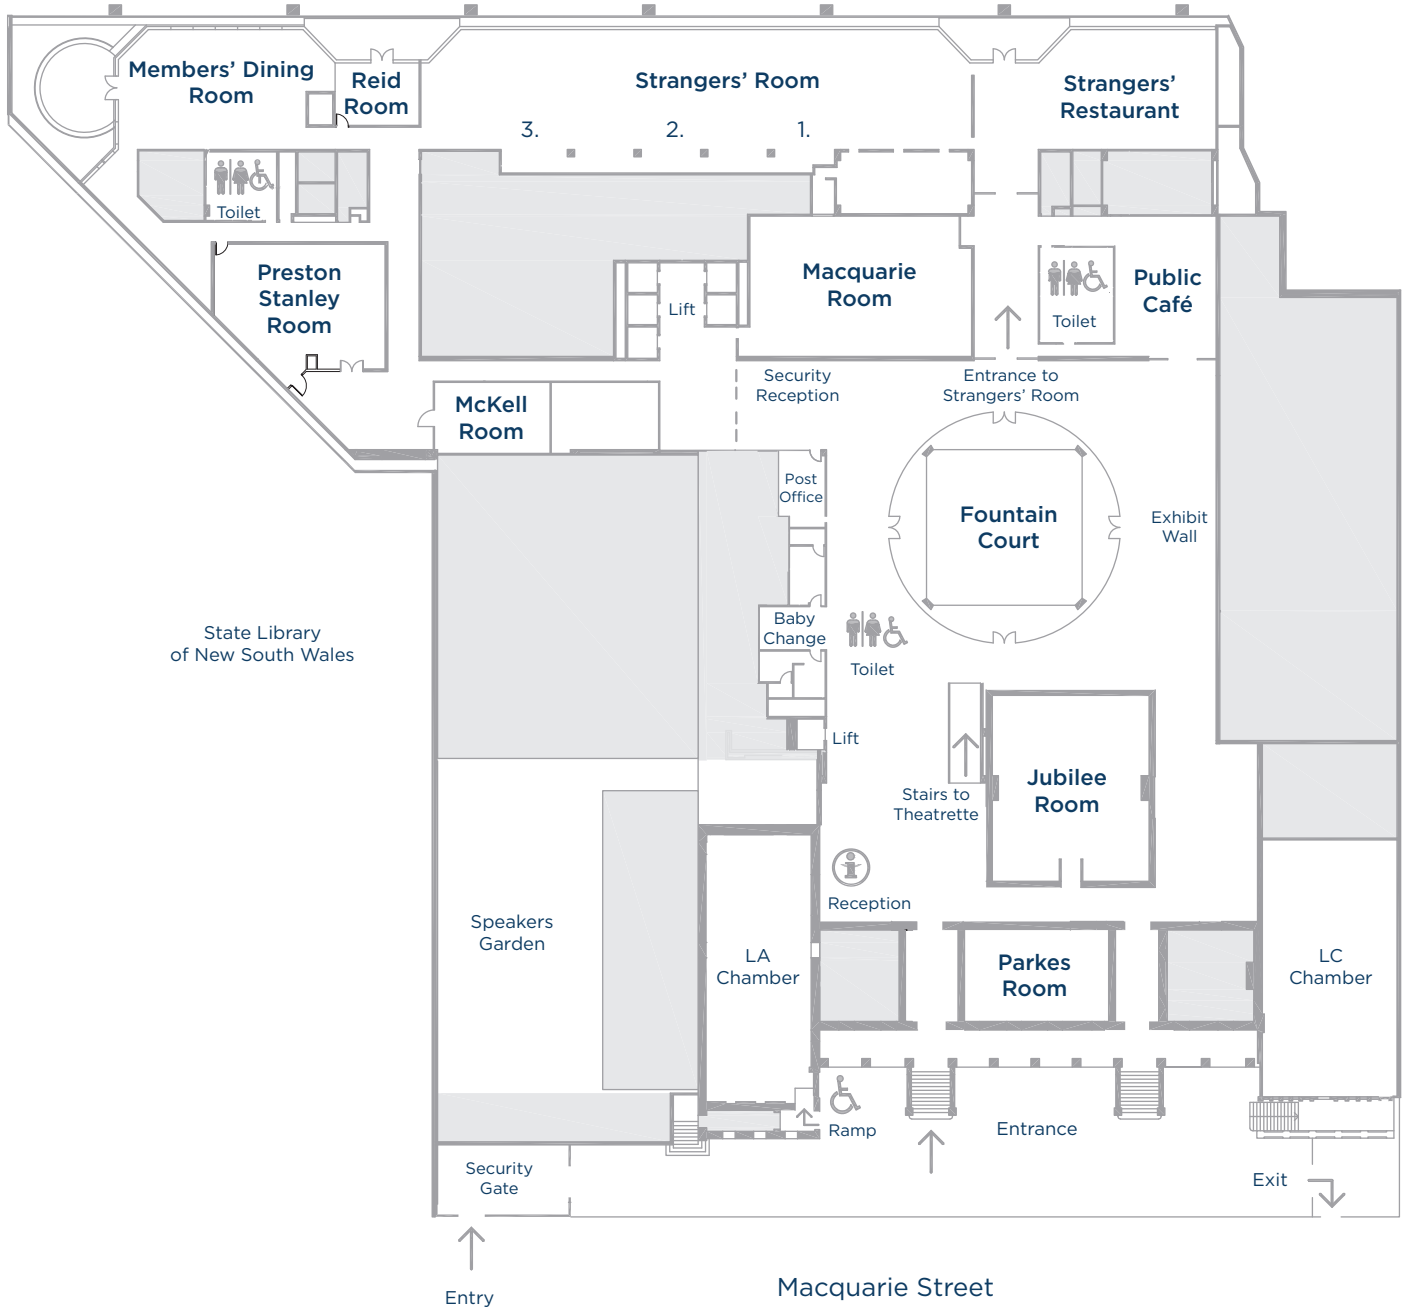 Members' Dining
Room
Reid
Room
Strangers' Room
Strangers'
Restaurant
3.
2.
1.
Toilet
Preston
Stanley
Room
Lift
Macquarie
Room
Toilet
Public
Café
McKell
Room
Security
Reception
Entrance to
Strangers' Room
Post
Office
Fountain
Court
Exhibit
Wall
State Library
of New South Wales
Baby
Change
Toilet
Lift
Stairs to
Theatrette
Jubilee
Room
Reception
Speakers
Garden
LA
Chamber
Parkes
Room
LC
Chamber
Ramp
Entrance
Security
Gate
Exit
Entry
Macquarie Street